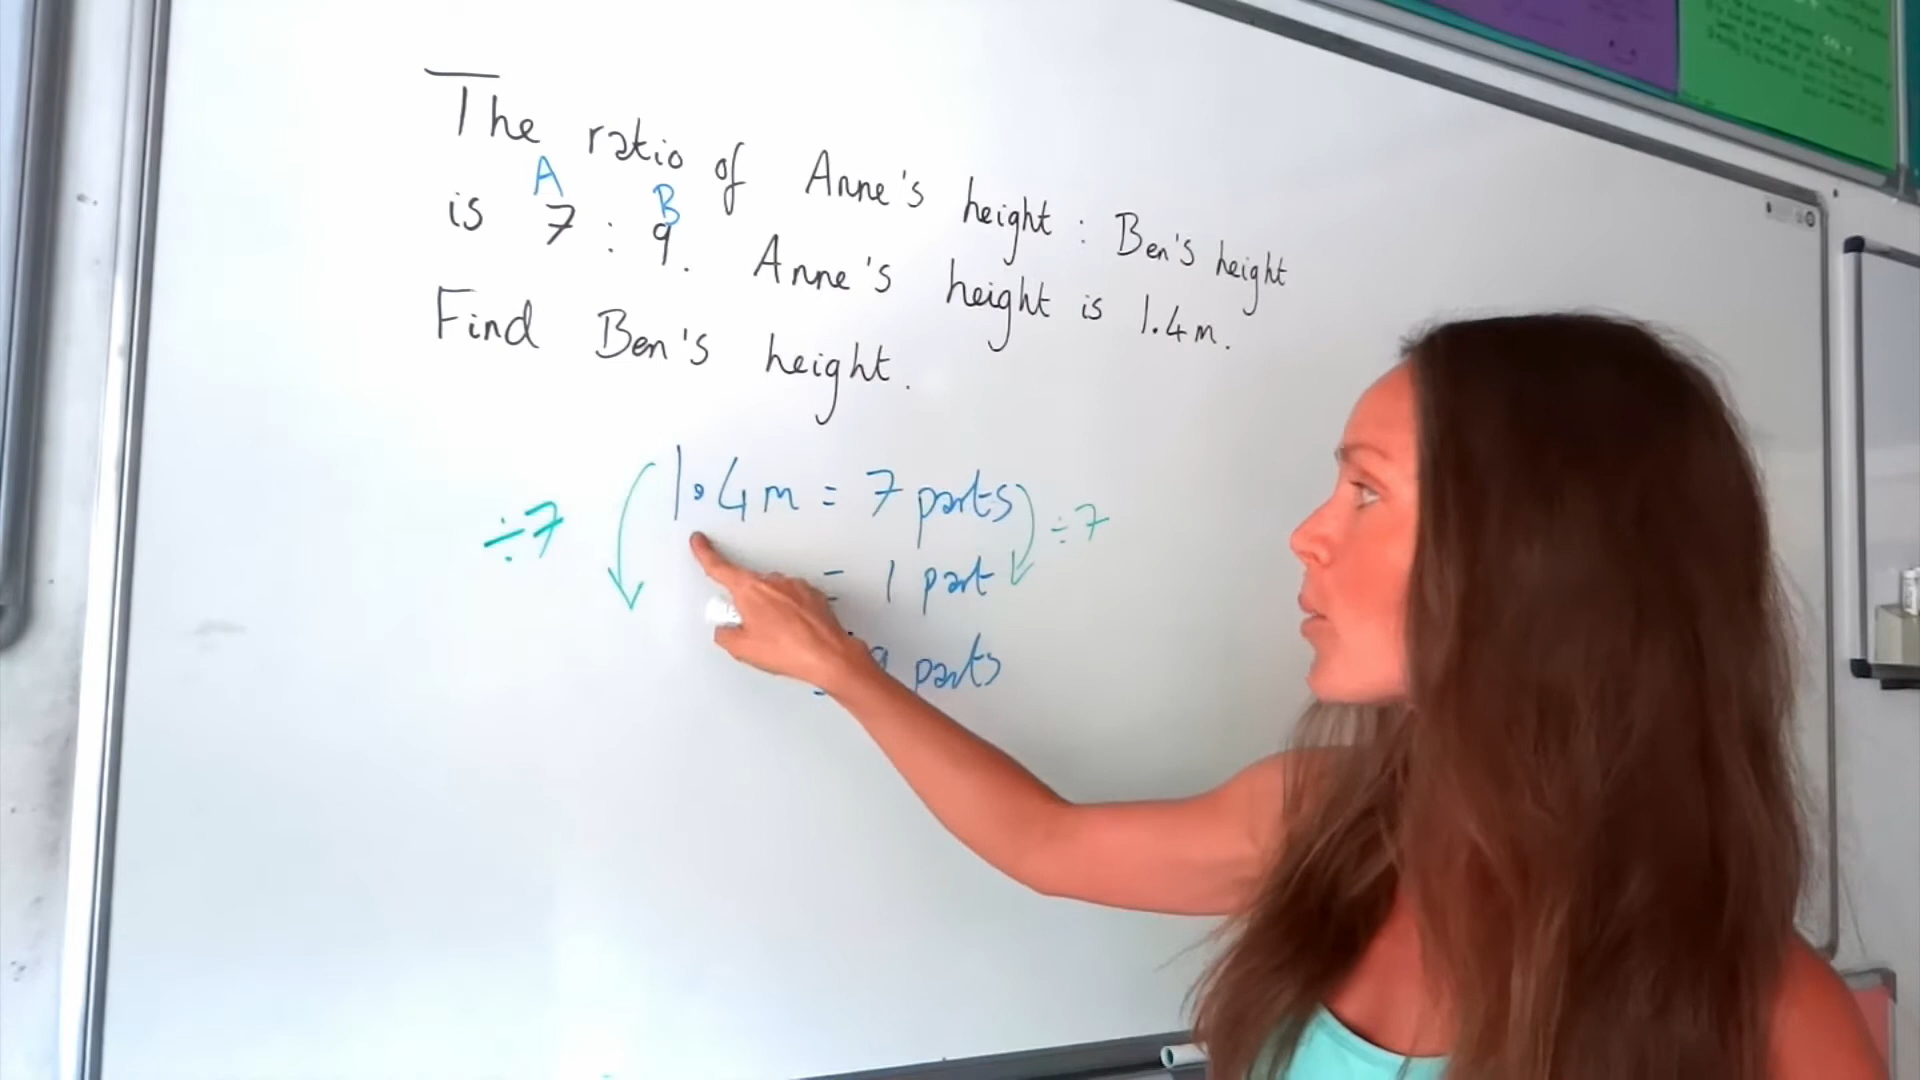 The ratio of Anne's height : Ben's height
A B
is 7 : 9. Anne's height is 1.4m.
Find Ben's height.
÷7 1.4m = 7 parts ÷7
= 1 part
9 parts